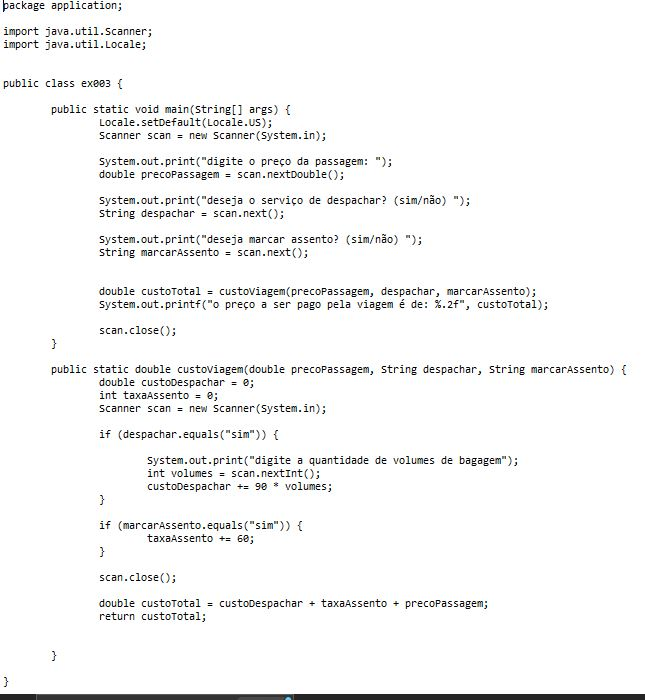 package application;
import java.util.Scanner;
import java.util.Locale;
public class ex003 {
public static void main(String[] args) {
Locale.setDefault(Locale.US);
Scanner scan = new Scanner(System.in);
System.out.print("digite o preço da passagem: ");
double precoPassagem = scan.nextDouble();
System.out.print("deseja o serviço de despachar? (sim/não) ");
String despachar = scan.next();
System.out.print("deseja marcar assento? (sim/não) ");
String marcarAssento = scan.next();
double custoTotal = custoViagem(precoPassagem, despachar, marcarAssento);
System.out.printf("o preço a ser pago pela viagem é de: %.2f", custoTotal);
scan.close();
}
public static double custoViagem(double precoPassagem, String despachar, String marcarAssento) {
double custoDespachar = 0;
int taxaAssento = 0;
Scanner scan = new Scanner(System.in);
if (despachar.equals("sim")) {
System.out.print("digite a quantidade de volumes de bagagem");
int volumes = scan.nextInt();
custoDespachar += 90 * volumes;
}
if (marcarAssento.equals("sim")) {
taxaAssento += 60;
}
scan.close();
double custoTotal = custoDespachar + taxaAssento + precoPassagem;
return custoTotal;
}
}